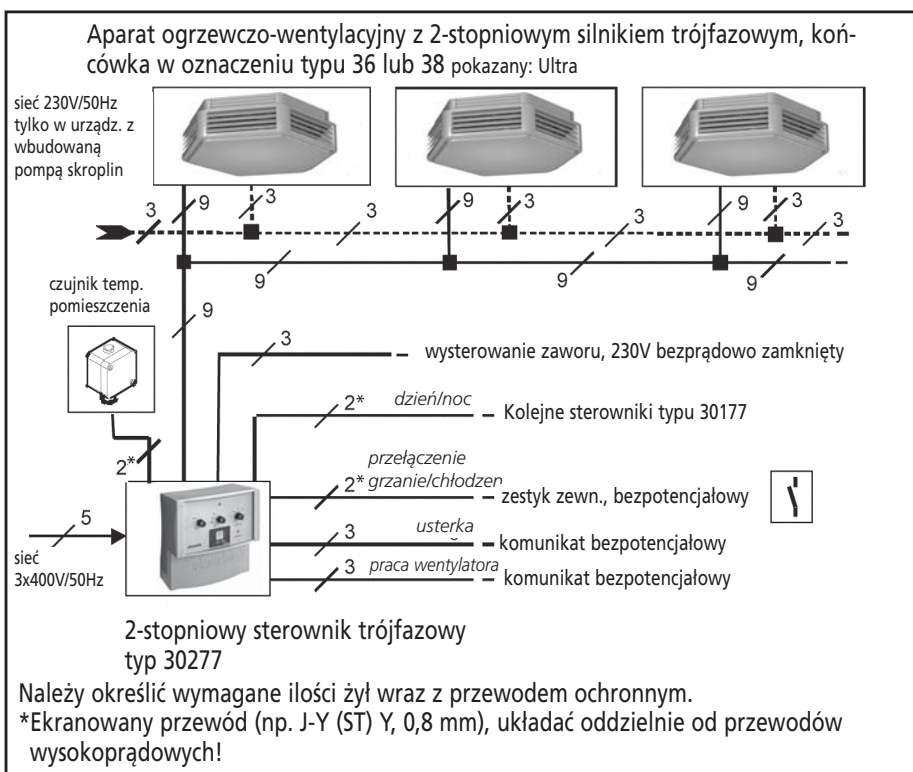 Aparat ogrzewczo-wentylacyjny z 2-stopniowym silnikiem trójfazowym, koń-
cówka w oznaczeniu typu 36 lub 38 pokazany: Ultra
sieć 230V/50Hz
tylko w urządz. z
wbudowaną
pompą skroplin
3
9
3
3
9
3
3
9
3
3
9
9
9
czujnik temp.
pomieszczenia
9
3
wysterowanie zaworu, 230V bezprądowo zamknięty
2*
dzień/noc
Kolejne sterowniki typu 30177
2*
przełączenie
2* grzanie/chłodzen
zestyk zewn., bezpotencjałowy
5
sieć
3x400V/50Hz
3
usterka
komunikat bezpotencjałowy
3
praca wentylatora
komunikat bezpotencjałowy
2-stopniowy sterownik trójfazowy
typ 30277
Należy określić wymagane ilości żył wraz z przewodem ochronnym.
*Ekranowany przewód (np. J-Y (ST) Y, 0,8 mm), układać oddzielnie od przewodów
wysokoprądowych!